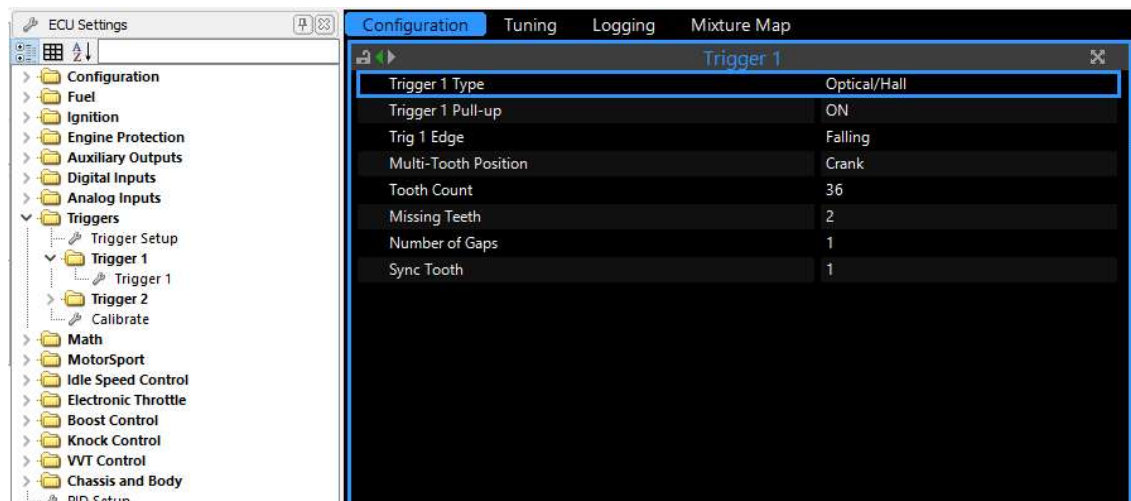 ECU Settings
Configuration
Fuel
Ignition
Engine Protection
Auxiliary Outputs
Digital Inputs
Analog Inputs
Triggers
Trigger Setup
Trigger 1
Trigger 1
Trigger 2
Calibrate
Math
MotorSport
Idle Speed Control
Electronic Throttle
Boost Control
Knock Control
VVT Control
Chassis and Body
PID Setup
Configuration Tuning Logging Mixture Map
Trigger 1
Trigger 1 Type Optical/Hall
Trigger 1 Pull-up ON
Trig 1 Edge Falling
Multi-Tooth Position Crank
Tooth Count 36
Missing Teeth 2
Number of Gaps 1
Sync Tooth 1